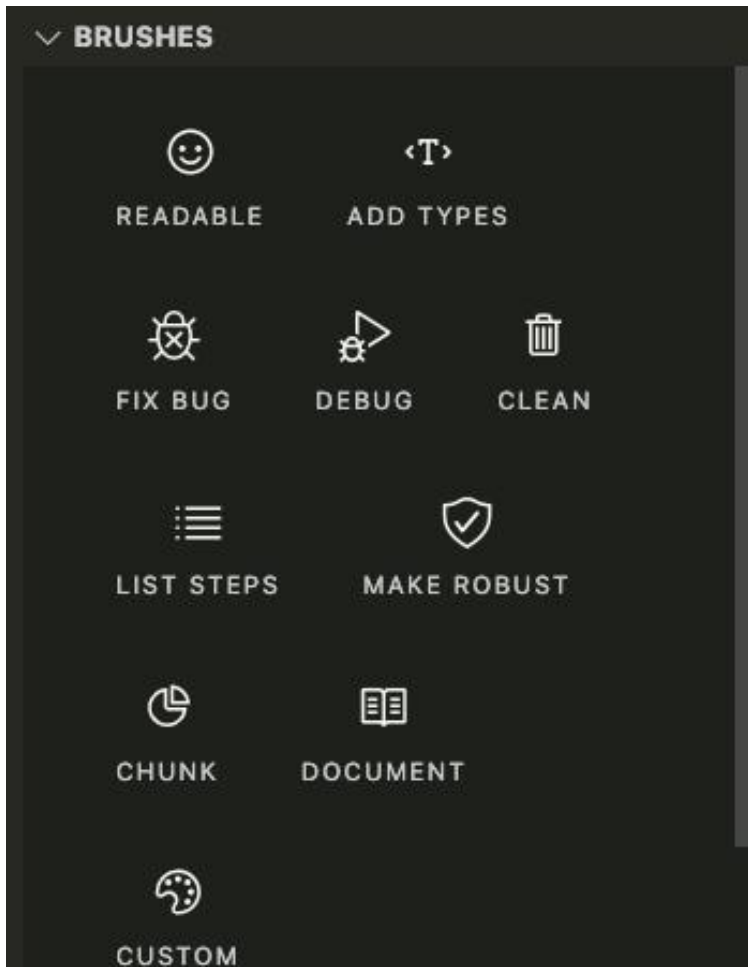 BRUSHES
READABLE ADD TYPES
FIX BUG DEBUG CLEAN
LIST STEPS MAKE ROBUST
CHUNK DOCUMENT
CUSTOM